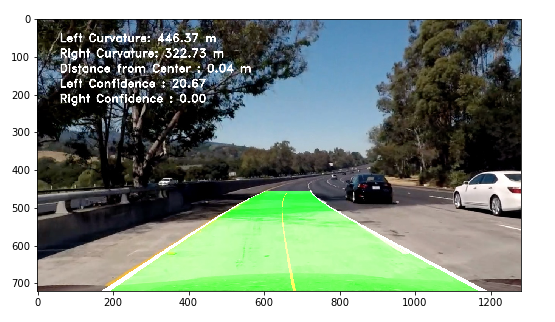 Left Curvature: 446.37 m
Right Curvature: 322.73 m
Distance from Center : 0.04 m
Left Confidence : 20.67
Right Confidence : 0.00
0
100
200
300
400
500
600
700
0 200 400 600 800 1000 1200